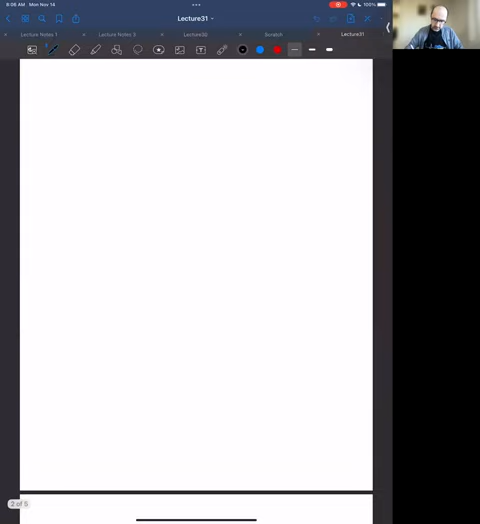 8:08 AM Mon Nov 14
100%
Lecture31
Lecture Notes 1
Lecture Notes 3
Lecture30
Scratch
Lecture31
2 of 5